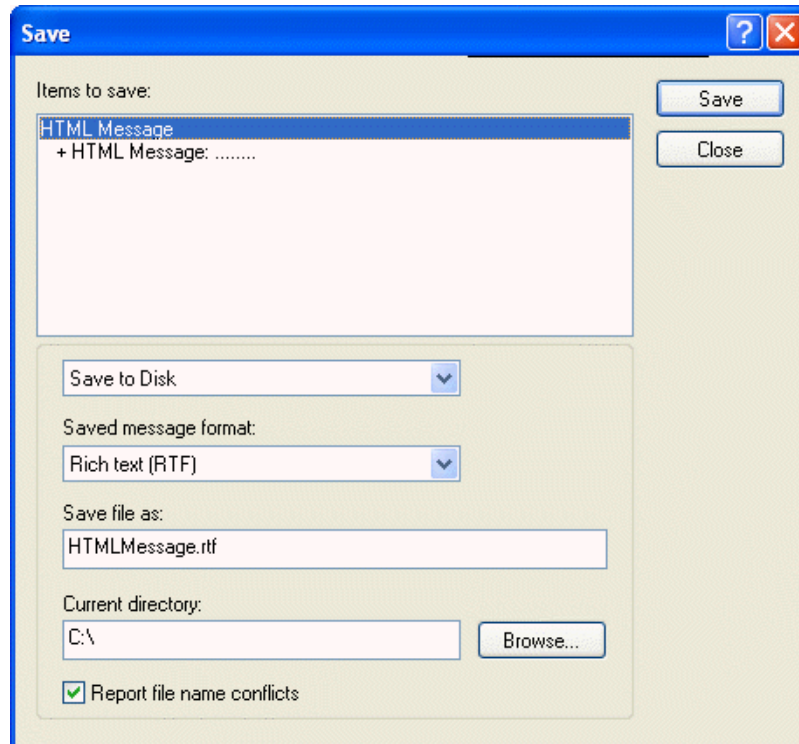 Save
Items to save:
HTML Message
+ HTML Message: ........
Save
Close
Save to Disk
Saved message format:
Rich text (RTF)
Save file as:
HTMLMessage.rtf
Current directory:
C:\
Browse...
Report file name conflicts